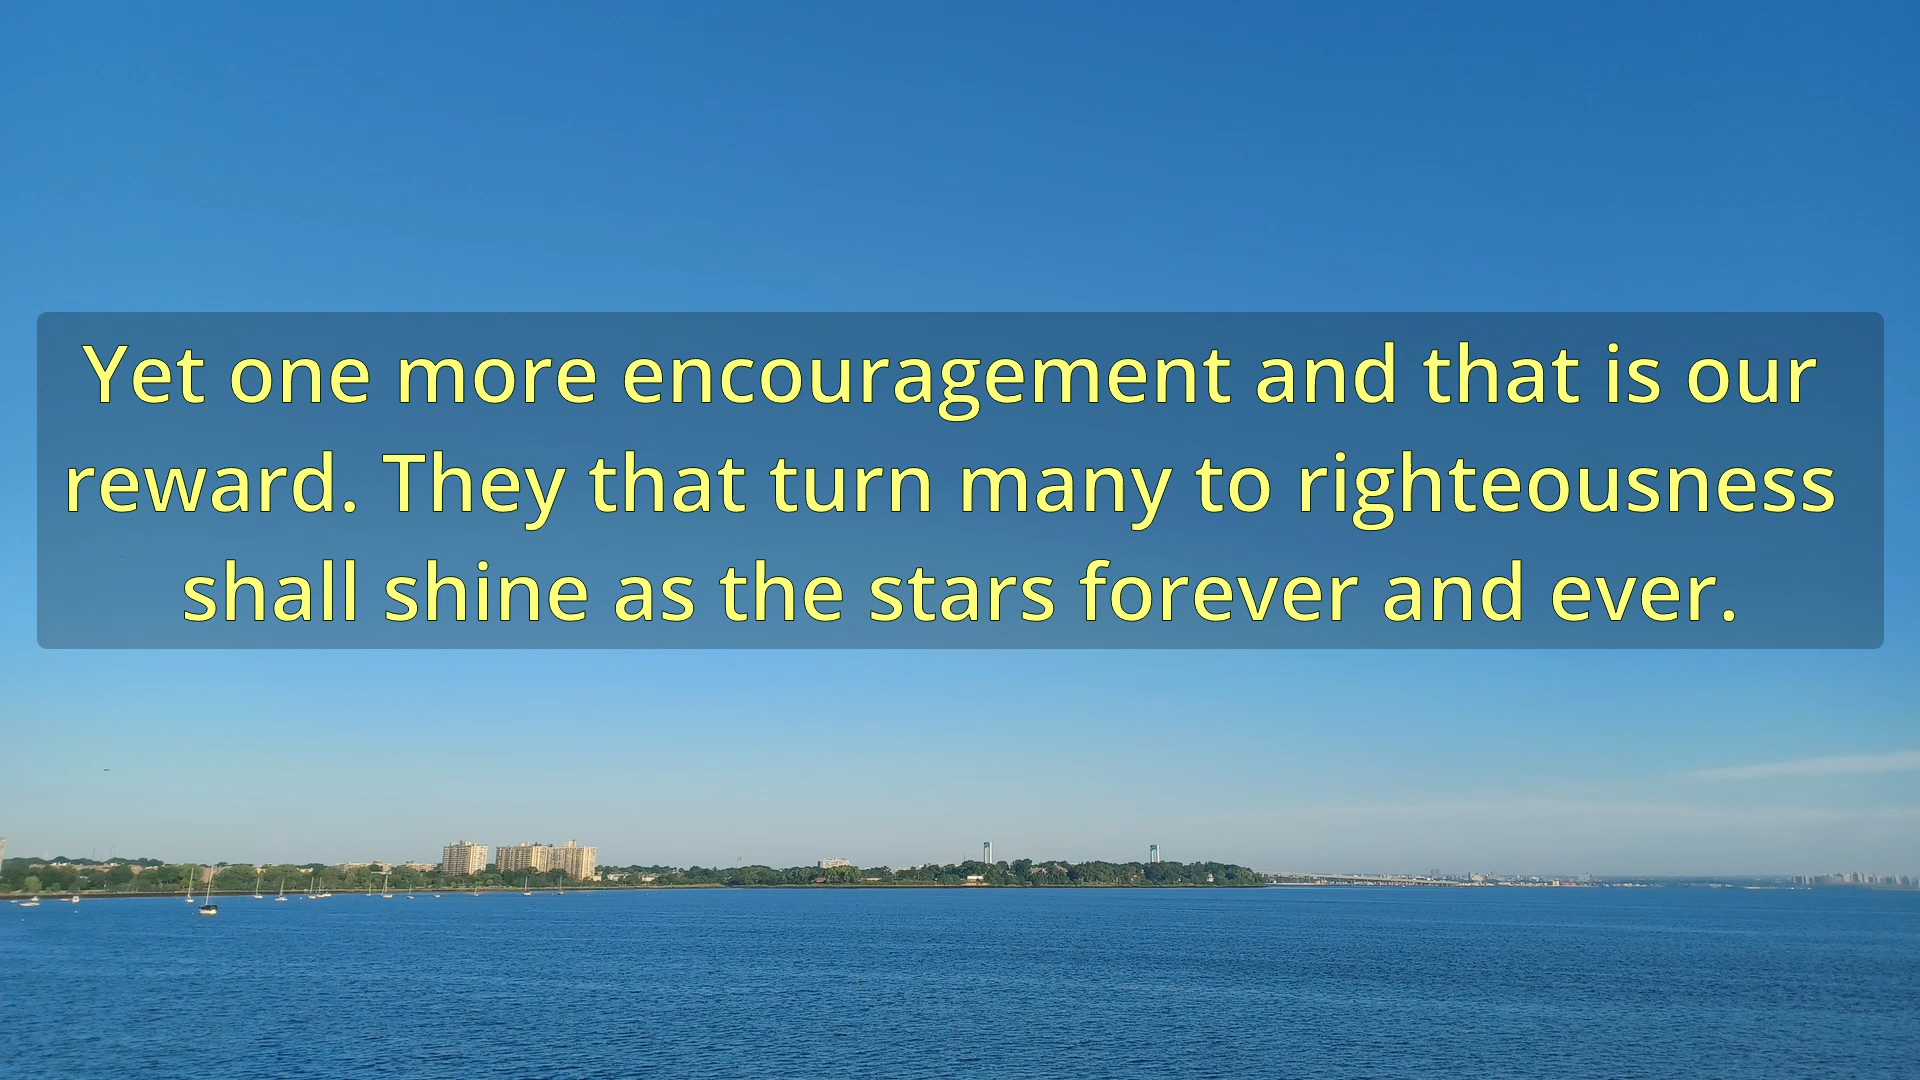 Yet one more encouragement and that is our
reward. They that turn many to righteousness
shall shine as the stars forever and ever.